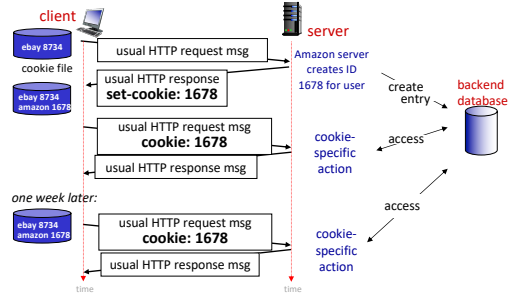 client
server
ebay 8734
usual HTTP request msg
cookie file
Amazon server
creates ID
1678 for user
usual HTTP response
set-cookie: 1678
ebay 8734
amazon 1678
create
entry
backend
database
usual HTTP request msg
cookie: 1678
cookie-
specific
action
access
usual HTTP response msg
one week later:
access
ebay 8734
amazon 1678
usual HTTP request msg
cookie: 1678
cookie-
specific
action
usual HTTP response msg
time
time